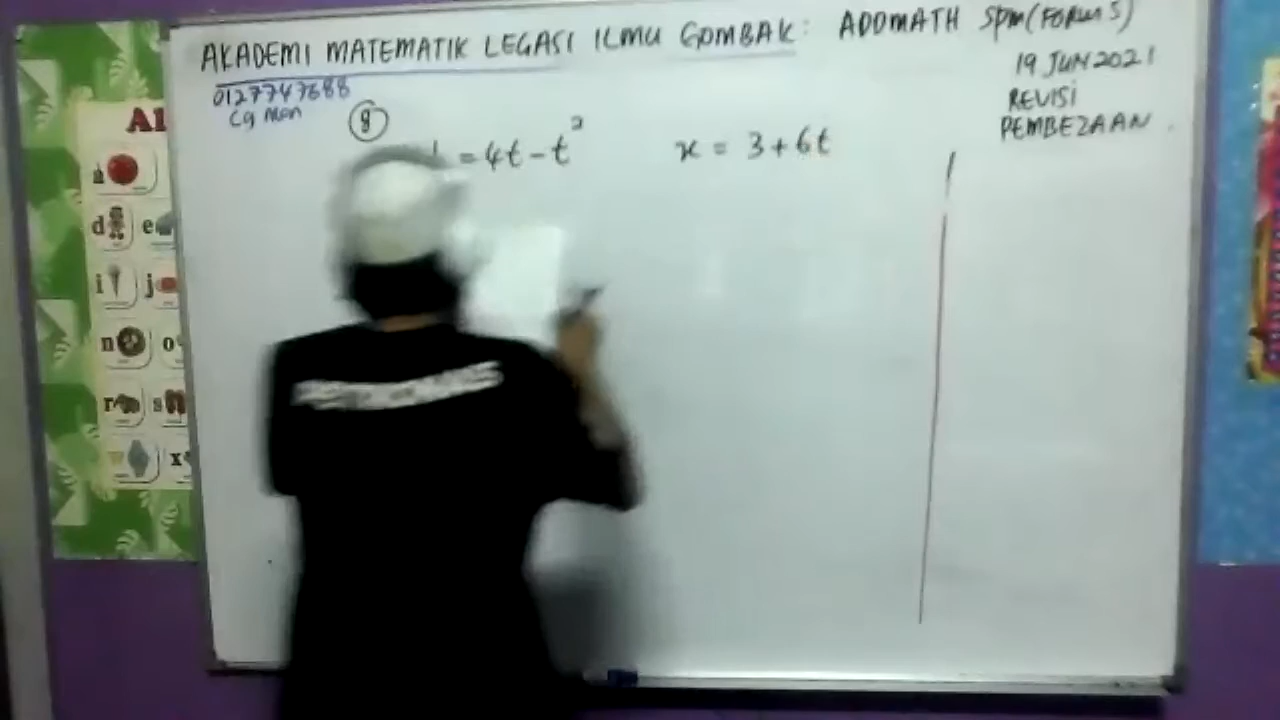 AKADEMI MATEMATIK LEGASI ILMU GOMBAK: ADDMATH SPM (FORM 5)
0127747688
Cg Man
19 JUN 2021
REVISI
PEMBEZAAN
8
= 4t - t²
x = 3 + 6t
A1
a
d e
i j
n o
r s
x